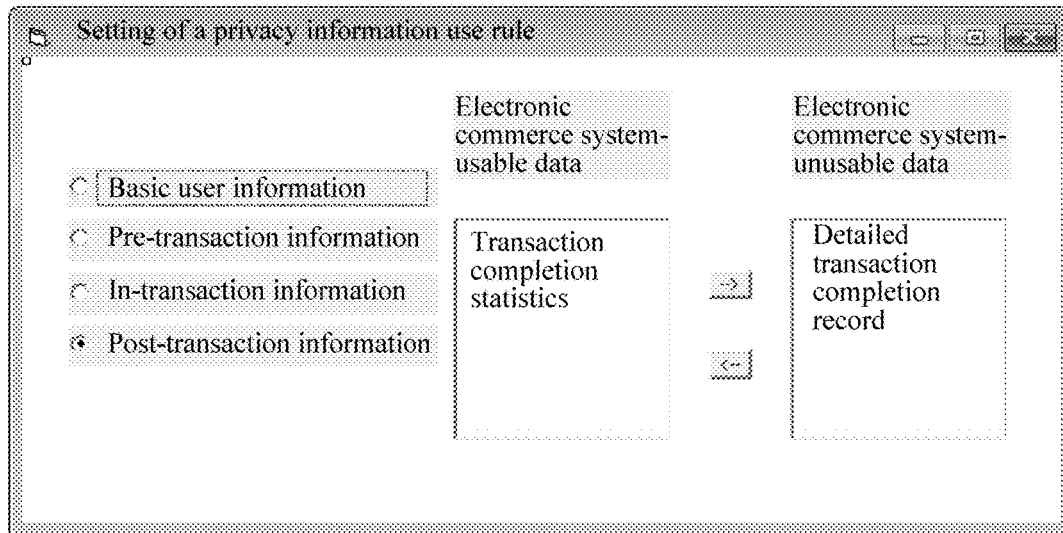 Setting of a privacy information use rule
Electronic
commerce system-
usable data
Electronic
commerce system-
unusable data
Basic user information
Pre-transaction information
In-transaction information
Post-transaction information
Transaction
completion
statistics
-->
<--
Detailed
transaction
completion
record